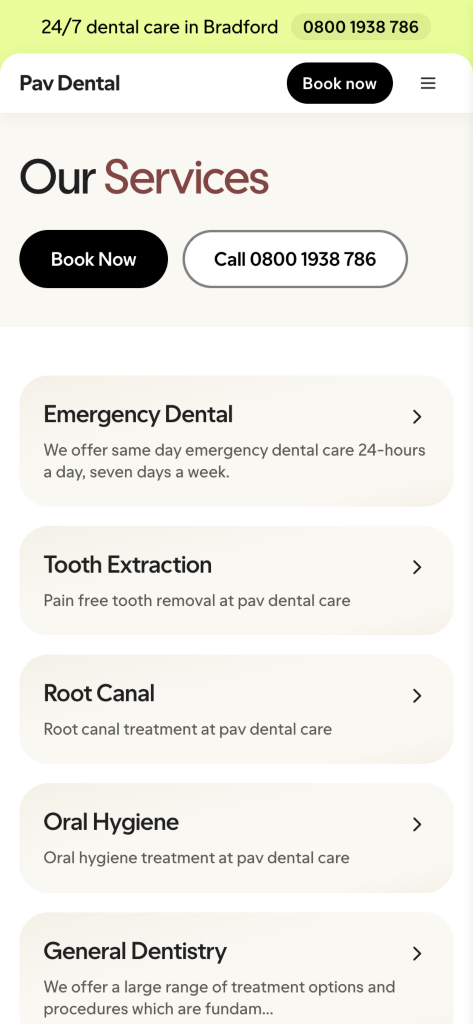 24/7 dental care in Bradford 0800 1938 786
Pav Dental Book now
Our Services
Book Now Call 0800 1938 786
Emergency Dental
We offer same day emergency dental care 24-hours
a day, seven days a week.
Tooth Extraction
Pain free tooth removal at pav dental care
Root Canal
Root canal treatment at pav dental care
Oral Hygiene
Oral hygiene treatment at pav dental care
General Dentistry
We offer a large range of treatment options and
procedures which are fundam...